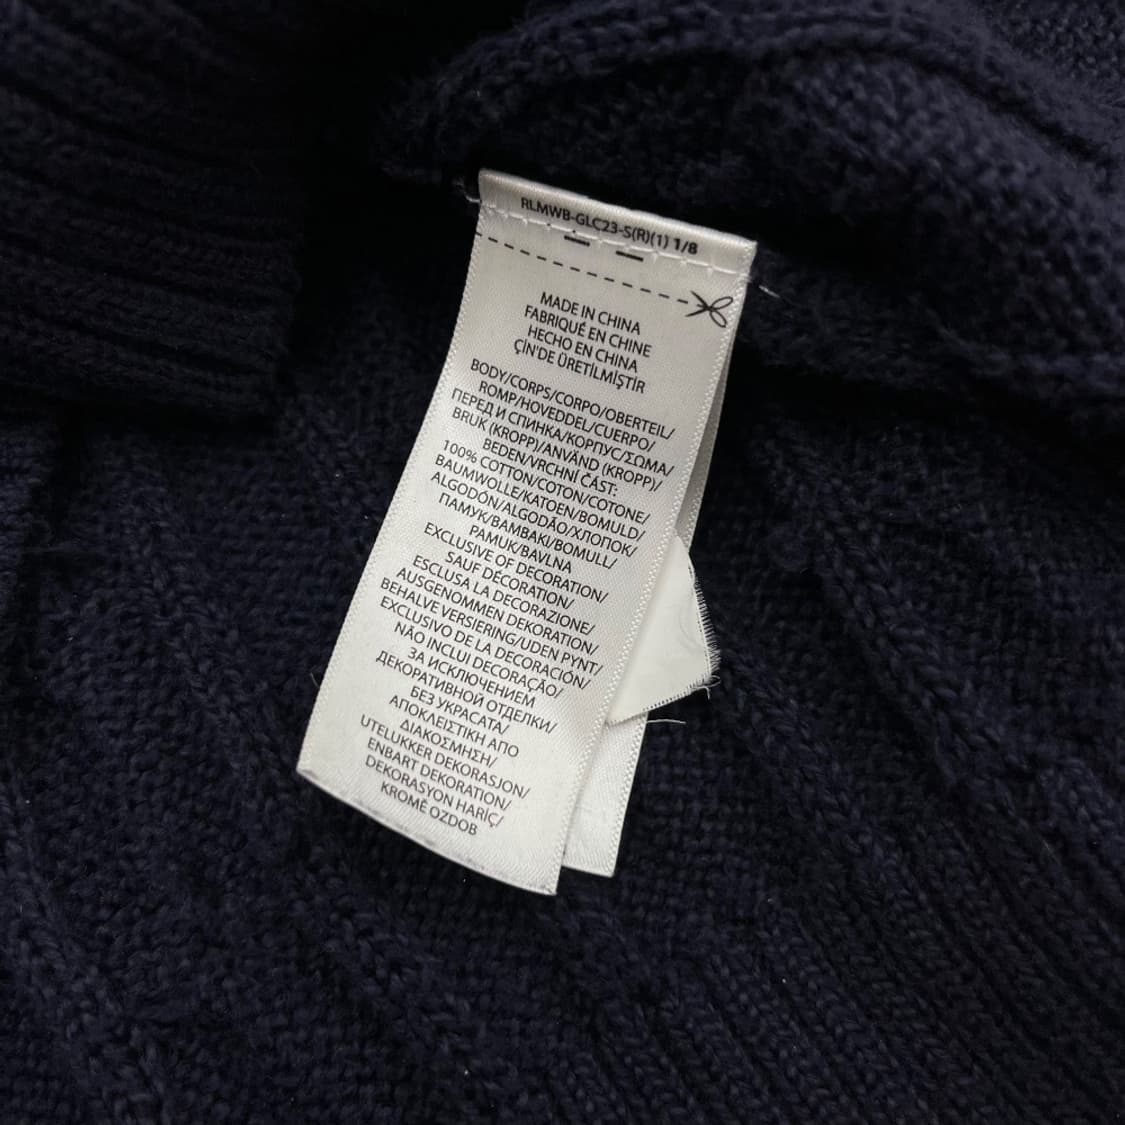 RLMWB-GLC23-S(R)(1) 1/8
MADE IN CHINA
FABRIQUÉ EN CHINE
HECHO EN CHINA
ÇİN'DE ÜRETİLMİŞTİR
BODY/CORPS/CORPO/OBERTEIL/
ROMP/HOVEDDEL/CUERPO/
ПЕРЕД И СПИНКА/КОРПУС/ΣΩΜΑ/
BRUK (KROPP)/ANVÄND (KROPP)/
BEDEN/VRCHNÍ ČÁST:
100% COTTON/COTON/COTONE/
BAUMWOLLE/KATOEN/BOMULD/
ALGODÓN/ALGODÃO/ХЛОПОК/
ПАМУК/ΒΑΜΒΑΚΙ/BOMULL/
PAMUK/BAVLNA
EXCLUSIVE OF DECORATION/
SAUF DÉCORATION/
ESCLUSA LA DECORAZIONE/
AUSGENOMMEN DEKORATION/
BEHALVE VERSIERING/UDEN PYNT/
EXCLUSIVO DE LA DECORACIÓN/
NÃO INCLUI DECORAÇÃO/
ЗА ИСКЛЮЧЕНИЕМ
ДЕКОРАТИВНОЙ ОТДЕЛКИ/
БЕЗ УКРАСАТА/
ΑΠΟΚΛΕΙΣΤΙΚΗ ΑΠΟ
ΔΙΑΚΟΣΜΗΣΗ/
UTELUKKER DEKORASJON/
ENBART DEKORATION/
DEKORASYON HARİÇ/
KROMĚ OZDOB